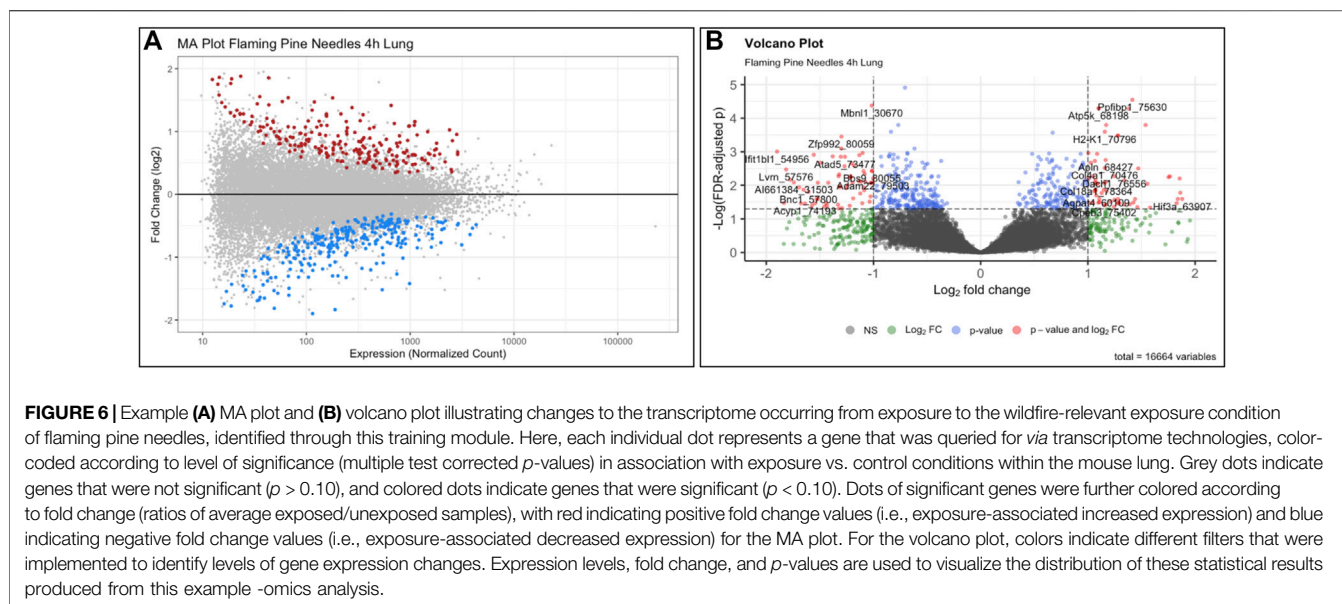 A
MA Plot Flaming Pine Needles 4h Lung
Fold Change (log2)
2
1
0
-1
-2
10
100
1000
10000
100000
Expression (Normalized Count)
B
Volcano Plot
Flaming Pine Needles 4h Lung
-Log(FDR-adjusted p)
5
4
3
2
1
0
Ppfibp1_75630
Mbnl1_30670
Atp5k_68198
Zfp992_80059
H2-K1_70796
Ifit1bl1_54956
Atad5_73477
Apln_68427
Lvrn_57576
Bbs9_80055
Col4a1_70476
AI661384_31503
Adam22_79503
Dach1_76556
Col18a1_78364
Bnc1_57800
Agpat4_60109
Hif3a_63907
Acyp1_74193
Cpeb3_75402
-2
-1
0
1
2
Log2 fold change
NS
Log2 FC
p-value
p – value and log2 FC
total = 16664 variables
FIGURE 6 | Example (A) MA plot and (B) volcano plot illustrating changes to the transcriptome occurring from exposure to the wildfire-relevant exposure condition
of flaming pine needles, identified through this training module. Here, each individual dot represents a gene that was queried for via transcriptome technologies, color-
coded according to level of significance (multiple test corrected p-values) in association with exposure vs. control conditions within the mouse lung. Grey dots indicate
genes that were not significant (p > 0.10), and colored dots indicate genes that were significant (p < 0.10). Dots of significant genes were further colored according
to fold change (ratios of average exposed/unexposed samples), with red indicating positive fold change values (i.e., exposure-associated increased expression) and blue
indicating negative fold change values (i.e., exposure-associated decreased expression) for the MA plot. For the volcano plot, colors indicate different filters that were
implemented to identify levels of gene expression changes. Expression levels, fold change, and p-values are used to visualize the distribution of these statistical results
produced from this example -omics analysis.